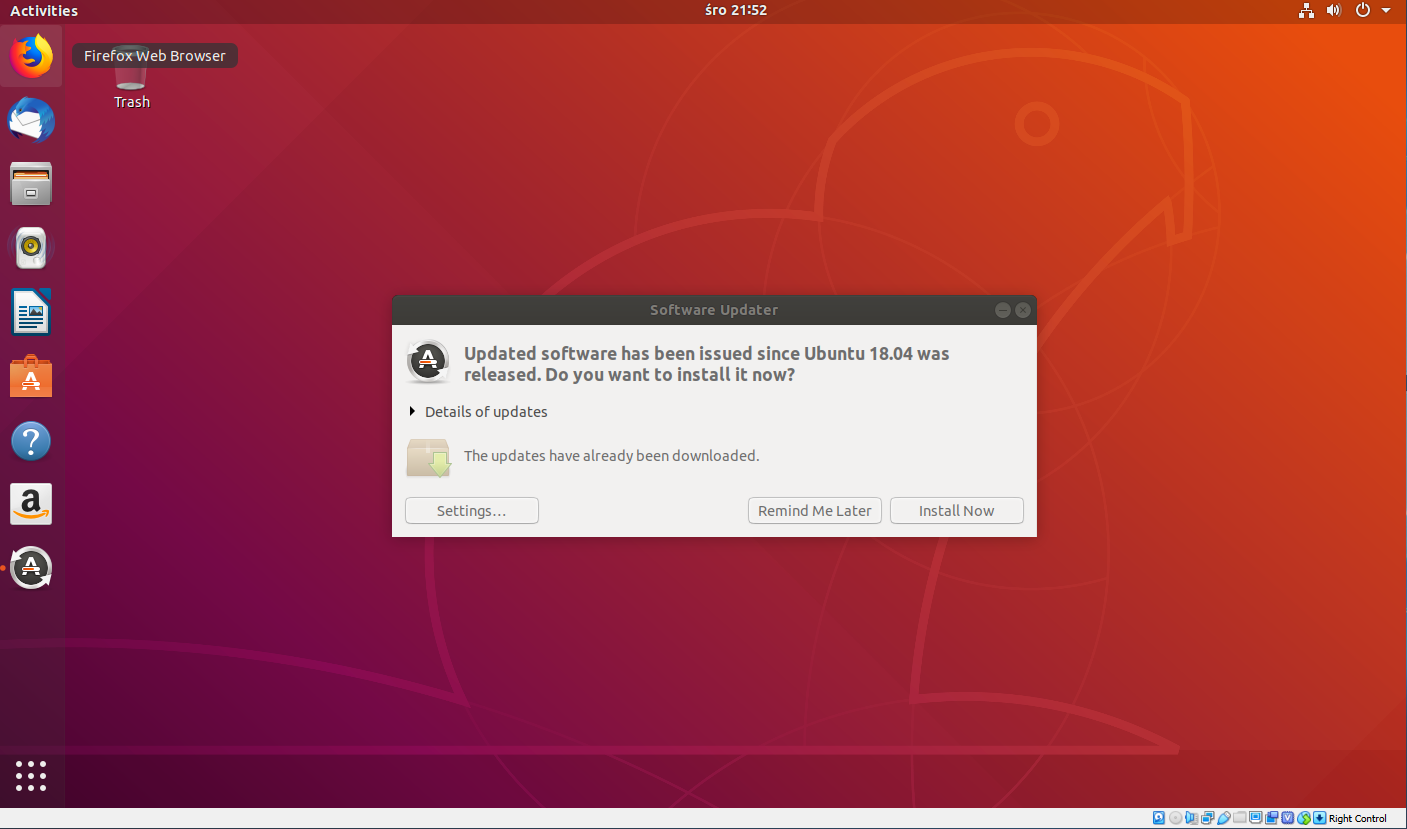 Activities
śro 21:52
Firefox Web Browser
Trash
Software Updater
Updated software has been issued since Ubuntu 18.04 was
released. Do you want to install it now?
Details of updates
The updates have already been downloaded.
Settings…
Remind Me Later
Install Now
Right Control